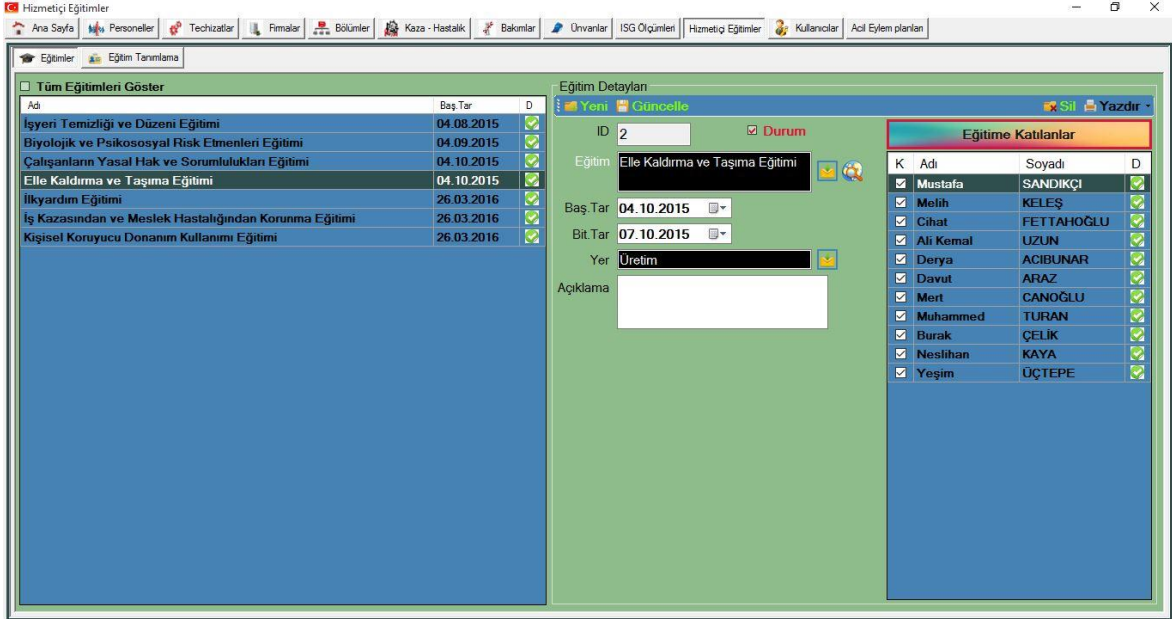 Hizmetiçi Eğitimler
Ana Sayfa Personeller Techizatlar Firmalar Bölümler Kaza - Hastalık Bakımlar Ünvanlar ISG Ölçümleri Hizmetiçi Eğitimler Kullanıcılar Acil Eylem planları
Eğitimler Eğitim Tanımlama
Tüm Eğitimleri Göster
Adı Baş.Tar D
İşyeri Temizliği ve Düzeni Eğitimi 04.08.2015
Biyolojik ve Psikososyal Risk Etmenleri Eğitimi 04.09.2015
Çalışanların Yasal Hak ve Sorumlulukları Eğitimi 04.10.2015
Elle Kaldırma ve Taşıma Eğitimi 04.10.2015
İlkyardım Eğitimi 26.03.2016
İş Kazasından ve Meslek Hastalığından Korunma Eğitimi 26.03.2016
Kişisel Koruyucu Donanım Kullanımı Eğitimi 26.03.2016
Eğitim Detayları
Yeni Güncelle Sil Yazdır
ID 2 Durum
Eğitim Elle Kaldırma ve Taşıma Eğitimi
Baş.Tar 04.10.2015
Bit.Tar 07.10.2015
Yer Üretim
Açıklama
Eğitime Katılanlar
K Adı Soyadı D
Mustafa SANDIKÇI
Melih KELEŞ
Cihat FETTAHOĞLU
Ali Kemal UZUN
Derya ACIBUNAR
Davut ARAZ
Mert CANOĞLU
Muhammed TURAN
Burak ÇELİK
Neslihan KAYA
Yeşim ÜÇTEPE